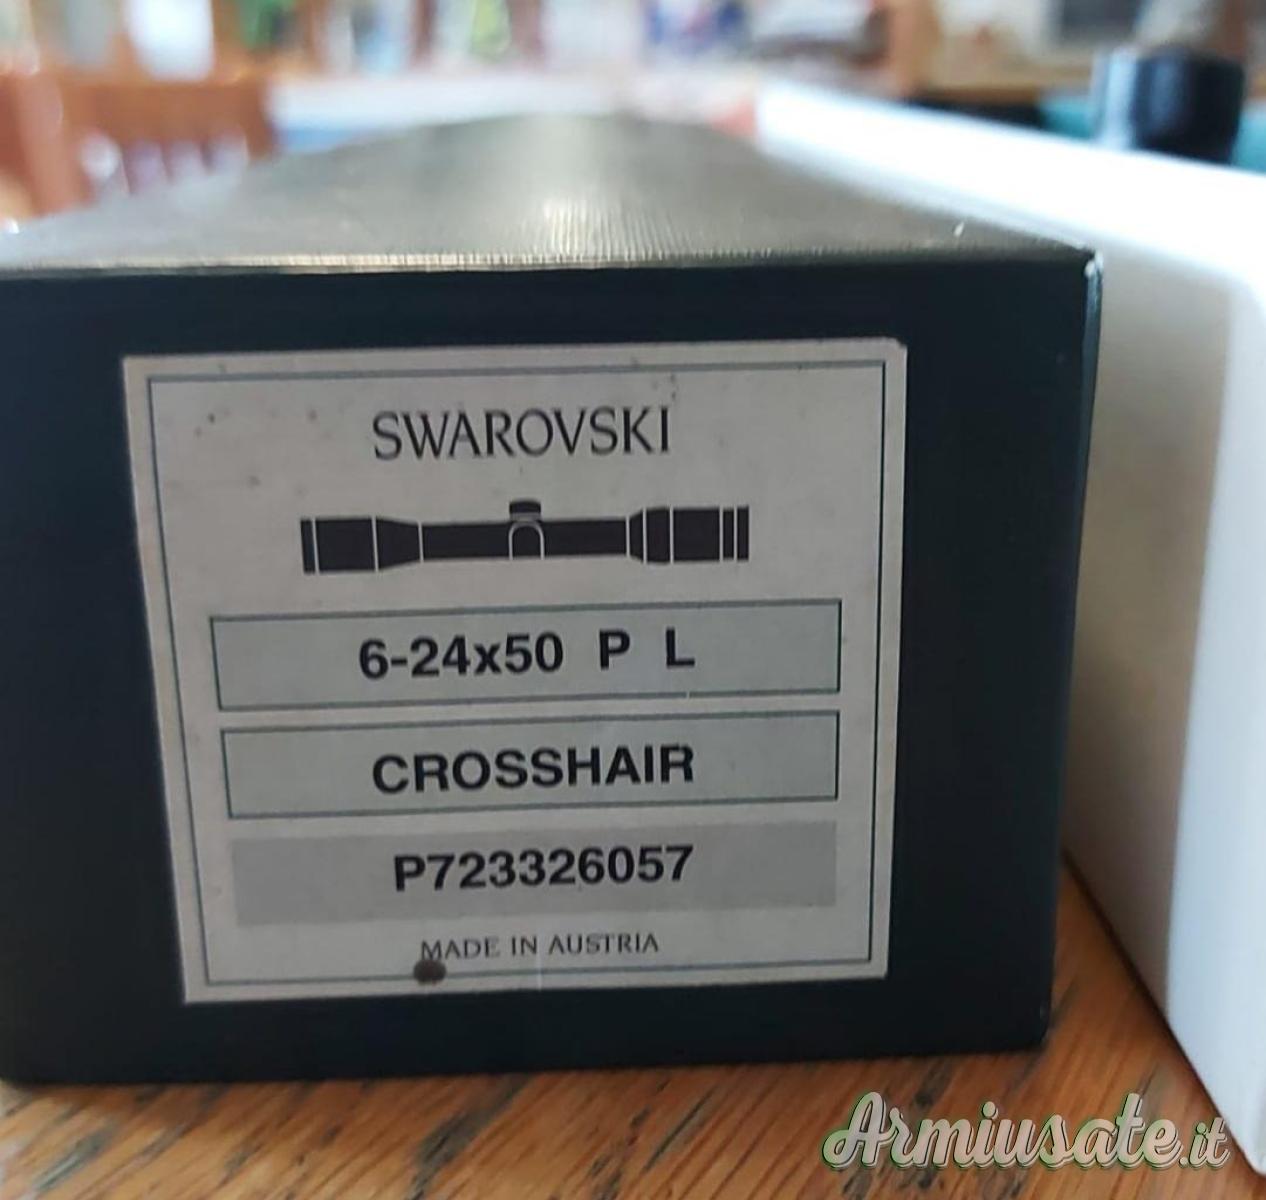 SWAROVSKI
6-24x50 P L
CROSSHAIR
P723326057
MADE IN AUSTRIA
Armiusate.it